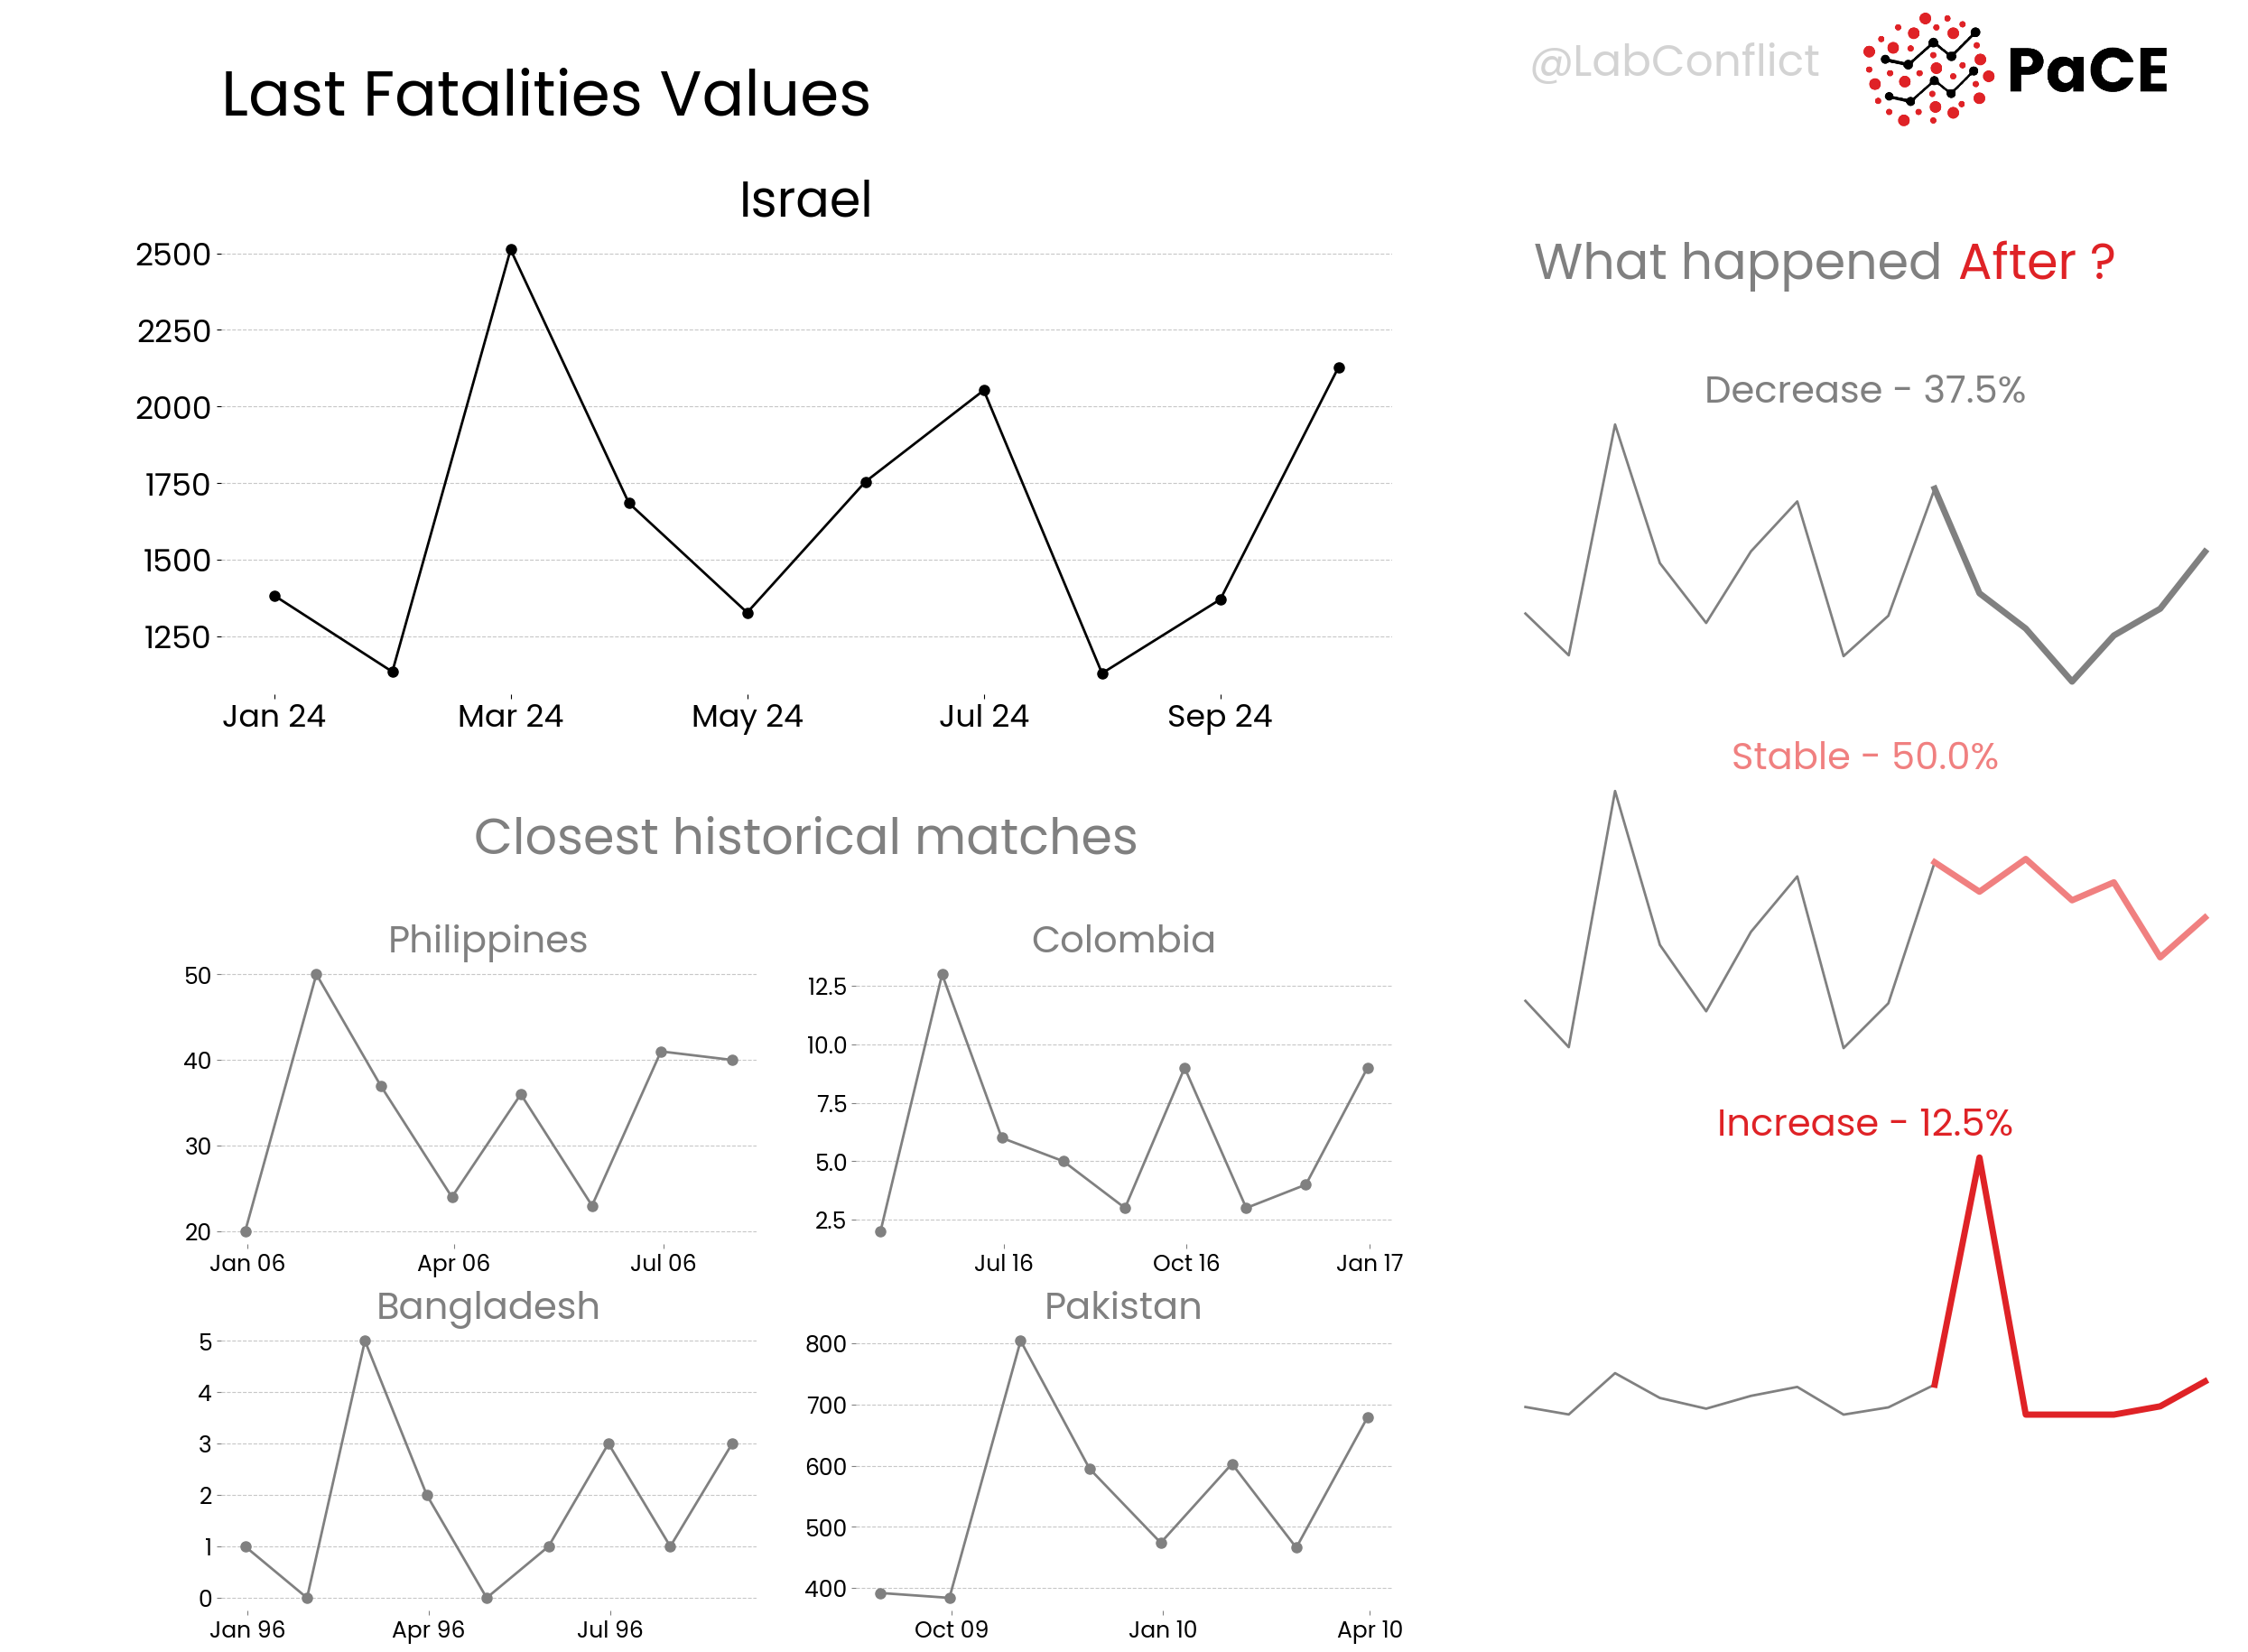 @LabConflict
PaCE
Last Fatalities Values
Israel
2500
2250
2000
1750
1500
1250
Jan 24 Mar 24 May 24 Jul 24 Sep 24
What happened After ?
Decrease - 37.5%
Stable - 50.0%
Increase - 12.5%
Closest historical matches
Philippines
50
40
30
20
Jan 06 Apr 06 Jul 06
Colombia
12.5
10.0
7.5
5.0
2.5
Jul 16 Oct 16 Jan 17
Bangladesh
5
4
3
2
1
0
Jan 96 Apr 96 Jul 96
Pakistan
800
700
600
500
400
Oct 09 Jan 10 Apr 10